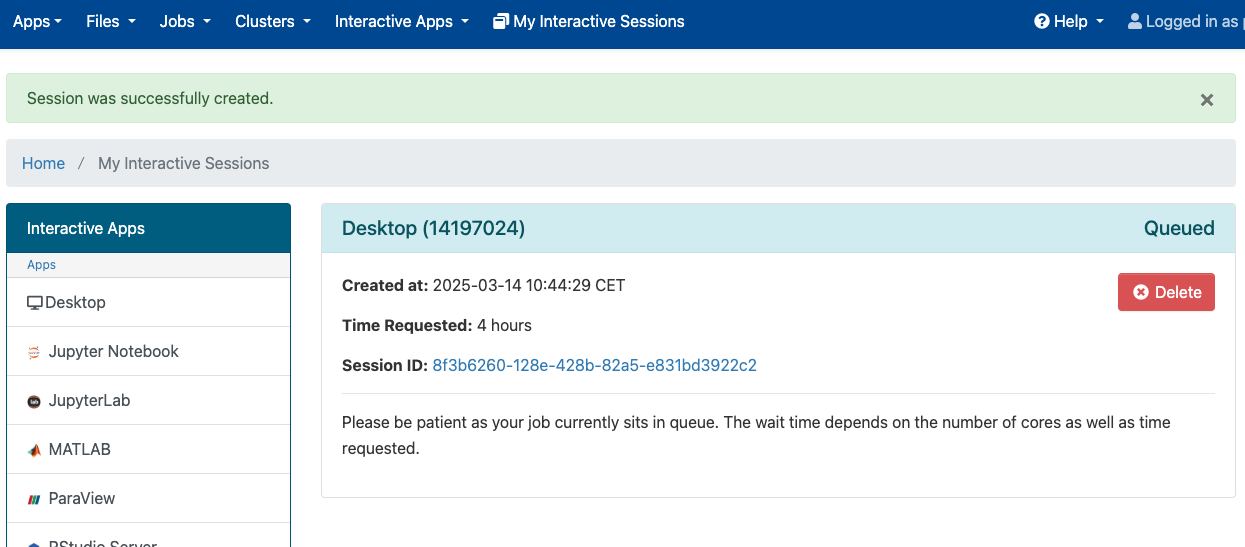 Apps Files Jobs Clusters Interactive Apps My Interactive Sessions Help Logged in as
Session was successfully created.
Home / My Interactive Sessions
Interactive Apps
Apps
Desktop
Jupyter Notebook
JupyterLab
MATLAB
ParaView
RStudio Server
Desktop (14197024) Queued
Created at: 2025-03-14 10:44:29 CET
Delete
Time Requested: 4 hours
Session ID: 8f3b6260-128e-428b-82a5-e831bd3922c2
Please be patient as your job currently sits in queue. The wait time depends on the number of cores as well as time
requested.